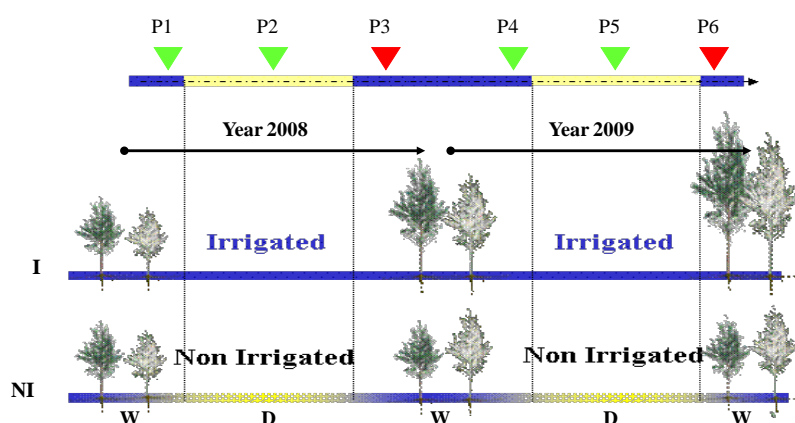 P1 P2 P3 P4 P5 P6
Year 2008 Year 2009
Irrigated Irrigated
I
Non Irrigated Non Irrigated
NI
W D W D W